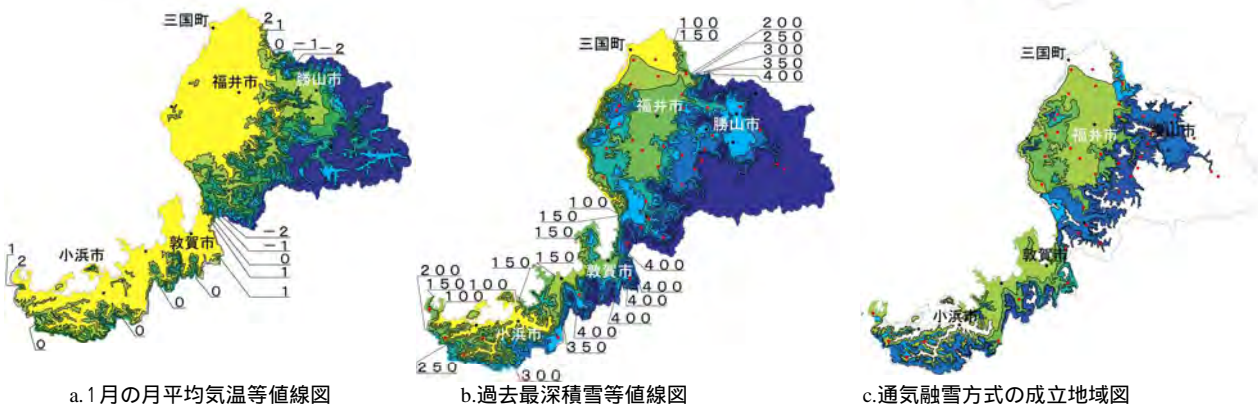 三国町
福井市
勝山市
敦賀市
小浜市
2
1
0
-1
-2
-2
-1
0
1
1
1
2
0
0
0
0
a.1月の月平均気温等値線図
三国町
福井市
勝山市
敦賀市
小浜市
100
150
200
250
300
350
400
100
150
150
150
150
200
150
100
100
250
300
350
400
400
400
400
400
b.過去最深積雪等値線図
三国町
福井市
勝山市
敦賀市
小浜市
c.通気融雪方式の成立地域図